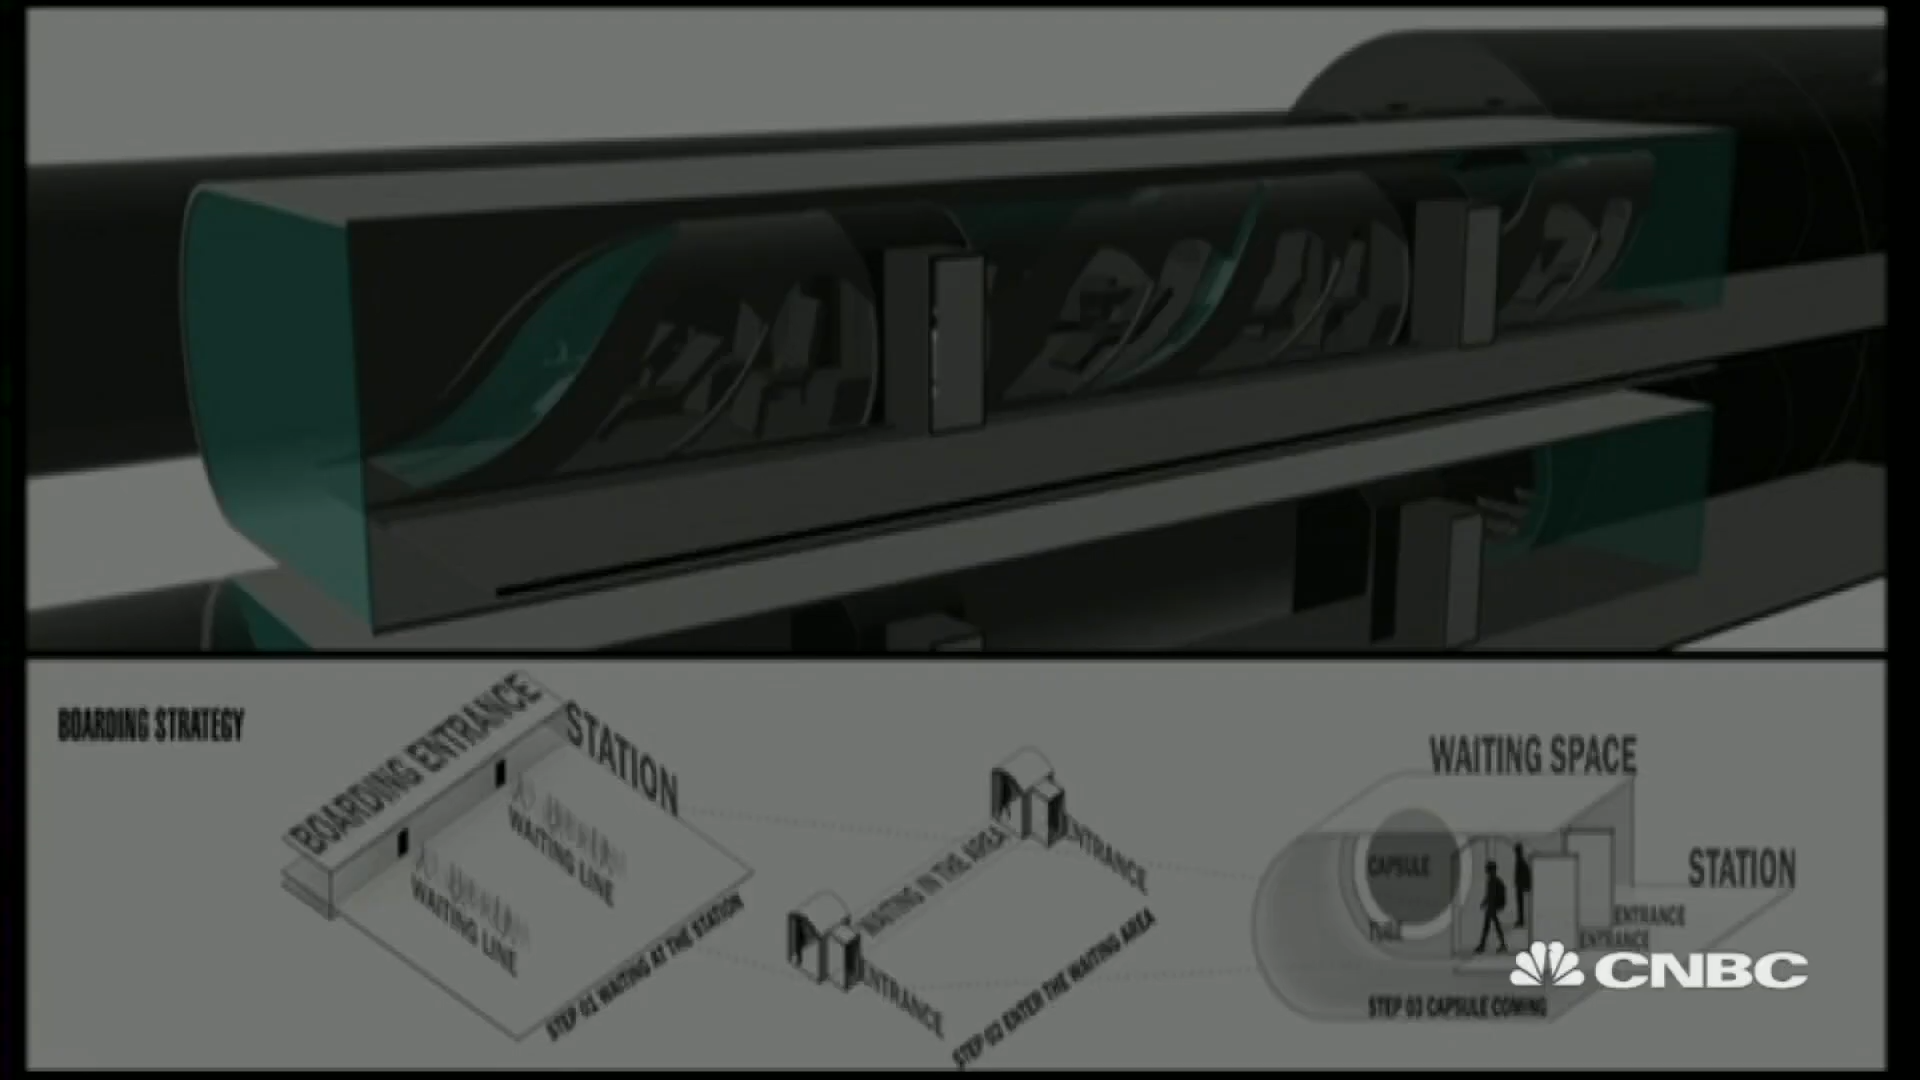 BOARDING STRATEGY
BOARDING ENTRANCE
STATION
WAITING LINE
WAITING LINE
STEP 01 WAITING AT THE STATION
ENTRANCE
WAITING IN THE AREA
ENTRANCE
STEP 02 ENTER THE WAITING AREA
WAITING SPACE
CAPSULE
TUBE
STATION
ENTRANCE
ENTRANCE
STEP 03 CAPSULE COMING
CNBC